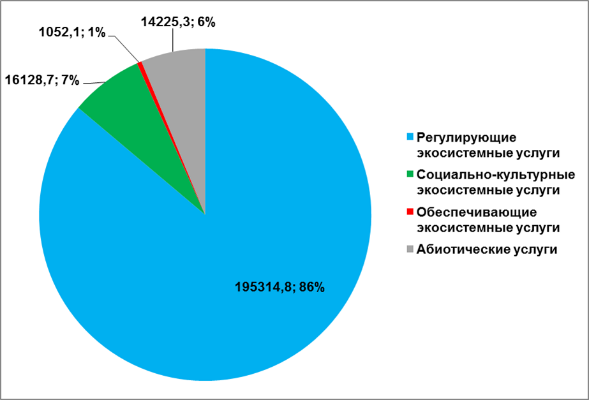 14225,3; 6%
1052,1; 1%
16128,7; 7%
195314,8; 86%
Регулирующие
экосистемные услуги
Социально-культурные
экосистемные услуги
Обеспечивающие
экосистемные услуги
Абиотические услуги